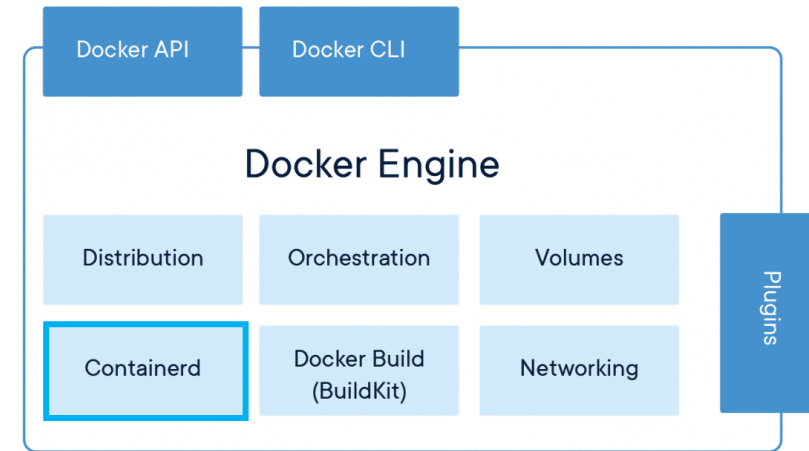 Docker API
Docker CLI
Docker Engine
Distribution
Orchestration
Volumes
Plugins
Containerd
Docker Build
(BuildKit)
Networking